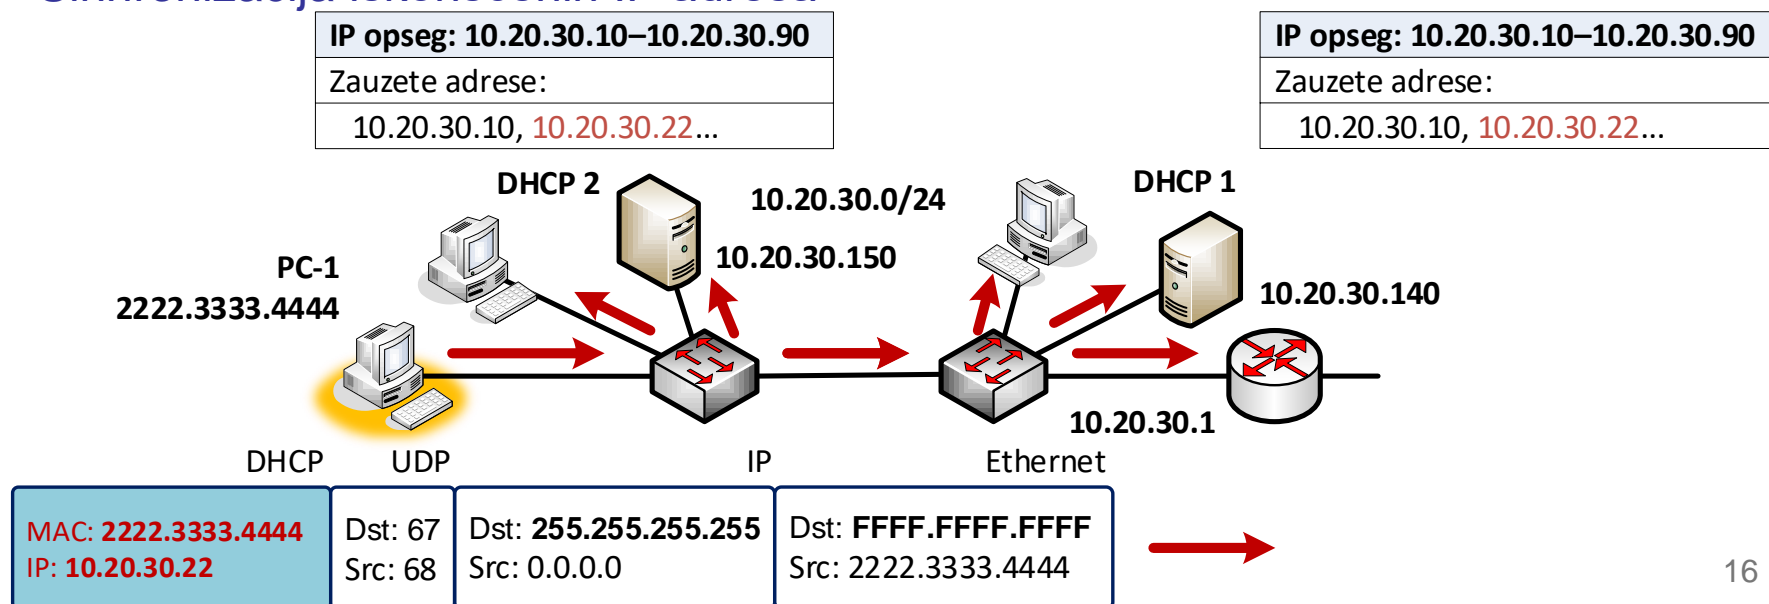 IP opseg: 10.20.30.10–10.20.30.90
Zauzete adrese:
10.20.30.10, 10.20.30.22...
IP opseg: 10.20.30.10–10.20.30.90
Zauzete adrese:
10.20.30.10, 10.20.30.22...
DHCP 2
10.20.30.0/24
DHCP 1
10.20.30.150
PC-1
2222.3333.4444
10.20.30.140
10.20.30.1
DHCP UDP IP Ethernet
MAC: 2222.3333.4444
IP: 10.20.30.22
Dst: 67
Src: 68
Dst: 255.255.255.255
Src: 0.0.0.0
Dst: FFFF.FFFF.FFFF
Src: 2222.3333.4444
16